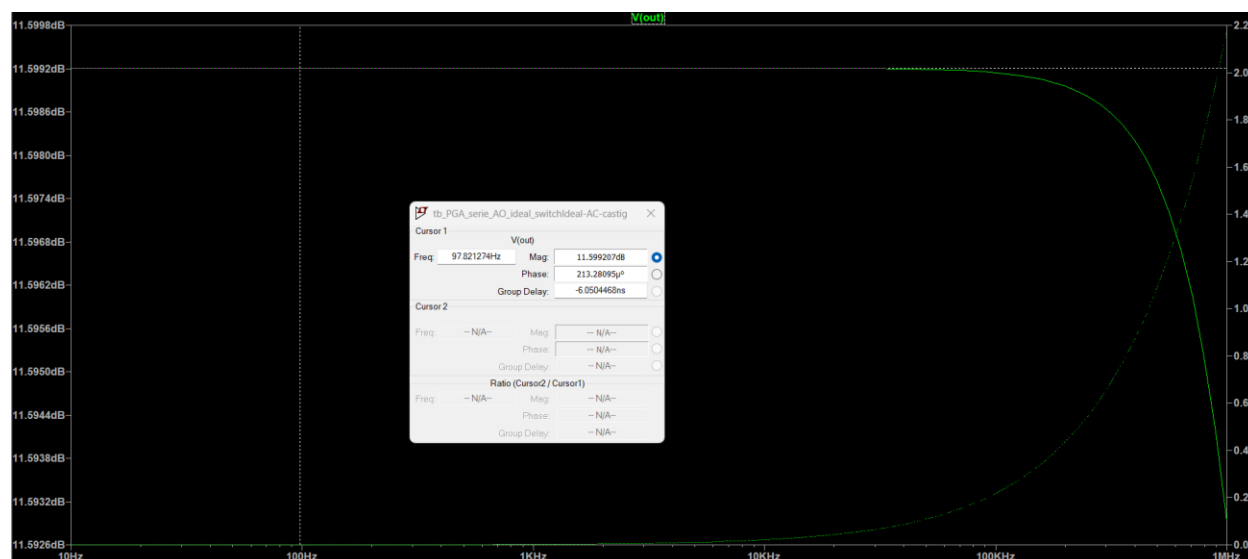 V(out)
11.5998dB
11.5992dB
11.5986dB
11.5980dB
11.5974dB
11.5968dB
11.5962dB
11.5956dB
11.5950dB
11.5944dB
11.5938dB
11.5932dB
11.5926dB
tb_PGA_serie_AO_ideal_switchIdeal-AC-castig
Cursor 1
V(out)
Freq: 97.821274Hz Mag: 11.599207dB
Phase: 213.28095µº
Group Delay: -6.0504468ns
Cursor 2
Freq: -- N/A-- Mag: -- N/A--
Phase: -- N/A--
Group Delay: -- N/A--
Ratio (Cursor2 / Cursor1)
Freq: -- N/A-- Mag: -- N/A--
Phase: -- N/A--
Group Delay: -- N/A--
2.2
2.0
1.8
1.6
1.4
1.2
1.0
0.8
0.6
0.4
0.2
0.0
10Hz 100Hz 1KHz 10KHz 100KHz 1MHz